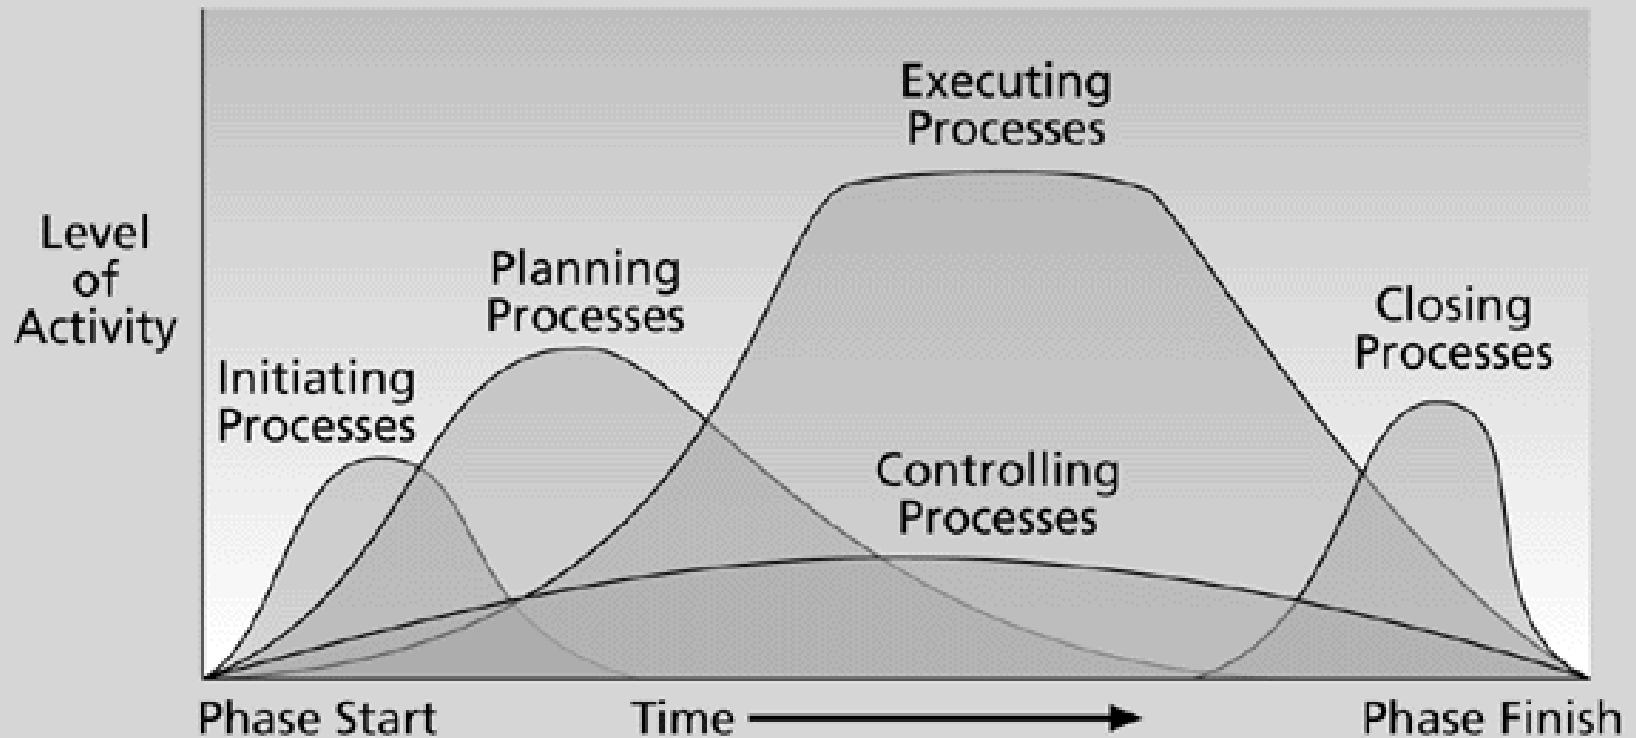 Executing
Processes
Level
of
Activity
Planning
Processes
Closing
Processes
Initiating
Processes
Controlling
Processes
Phase Start
Time
Phase Finish